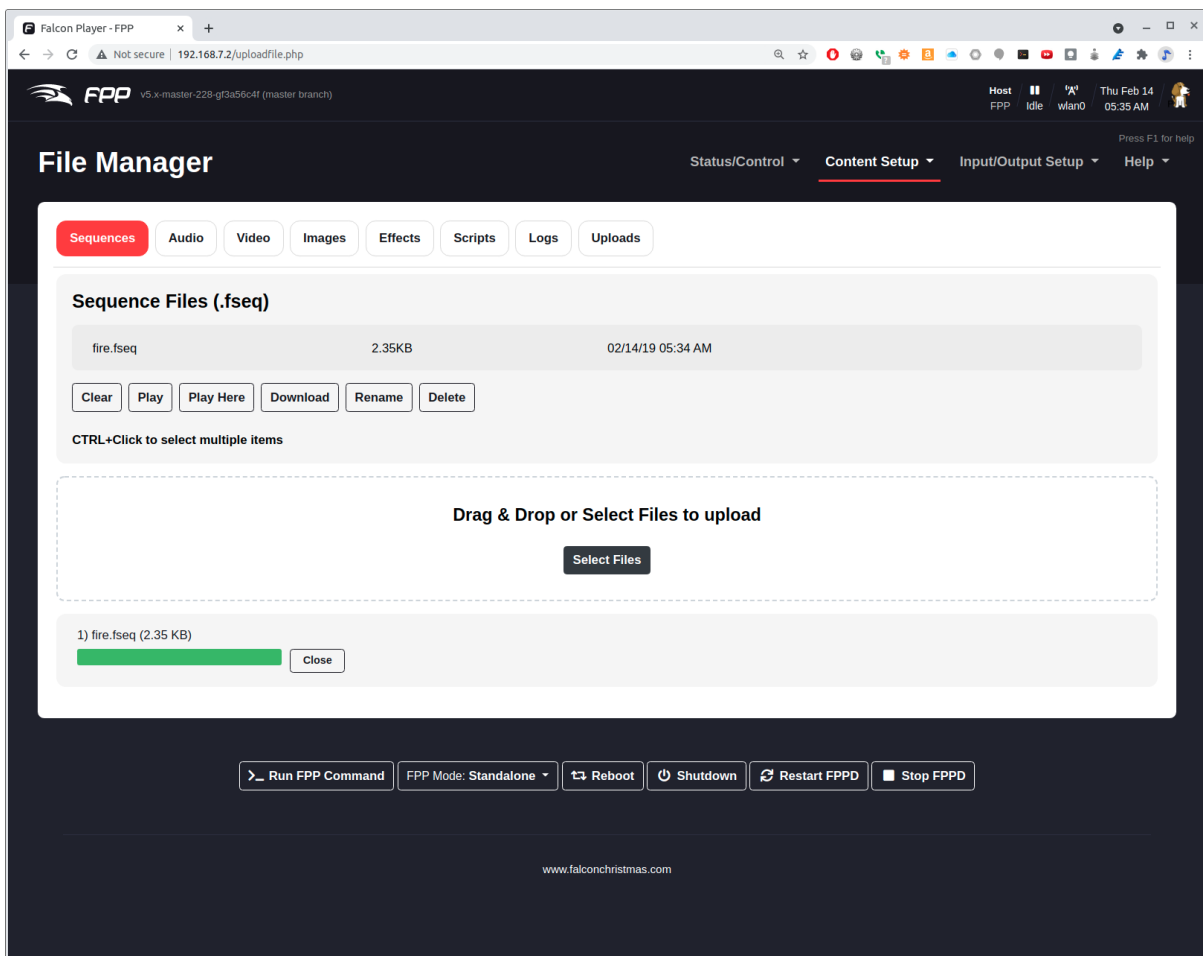 Falcon Player - FPP
Not secure | 192.168.7.2/uploadfile.php
FPP v5.x-master-228-gf3a56c4f (master branch)
Host FPP
Idle
wlan0
Thu Feb 14 05:35 AM
Press F1 for help
File Manager
Status/Control Content Setup Input/Output Setup Help
Sequences Audio Video Images Effects Scripts Logs Uploads
Sequence Files (.fseq)
fire.fseq 2.35KB 02/14/19 05:34 AM
Clear Play Play Here Download Rename Delete
CTRL+Click to select multiple items
Drag & Drop or Select Files to upload
Select Files
1) fire.fseq (2.35 KB)
Close
Run FPP Command FPP Mode: Standalone Reboot Shutdown Restart FPPD Stop FPPD
www.falconchristmas.com